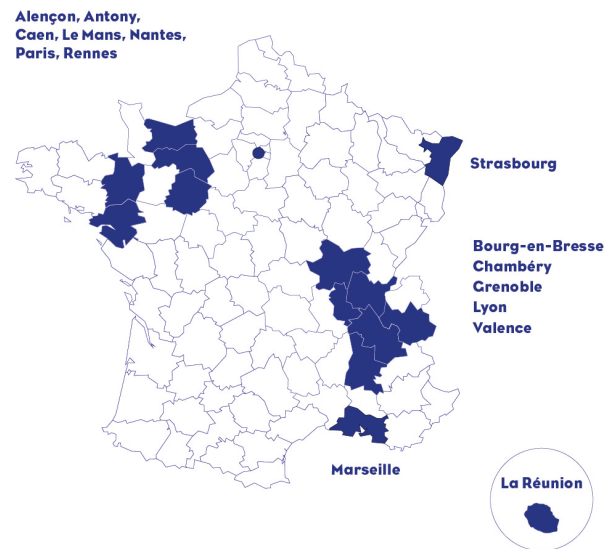 Alençon, Antony,
Caen, Le Mans, Nantes,
Paris, Rennes
Strasbourg
Bourg-en-Bresse
Chambéry
Grenoble
Lyon
Valence
Marseille
La Réunion